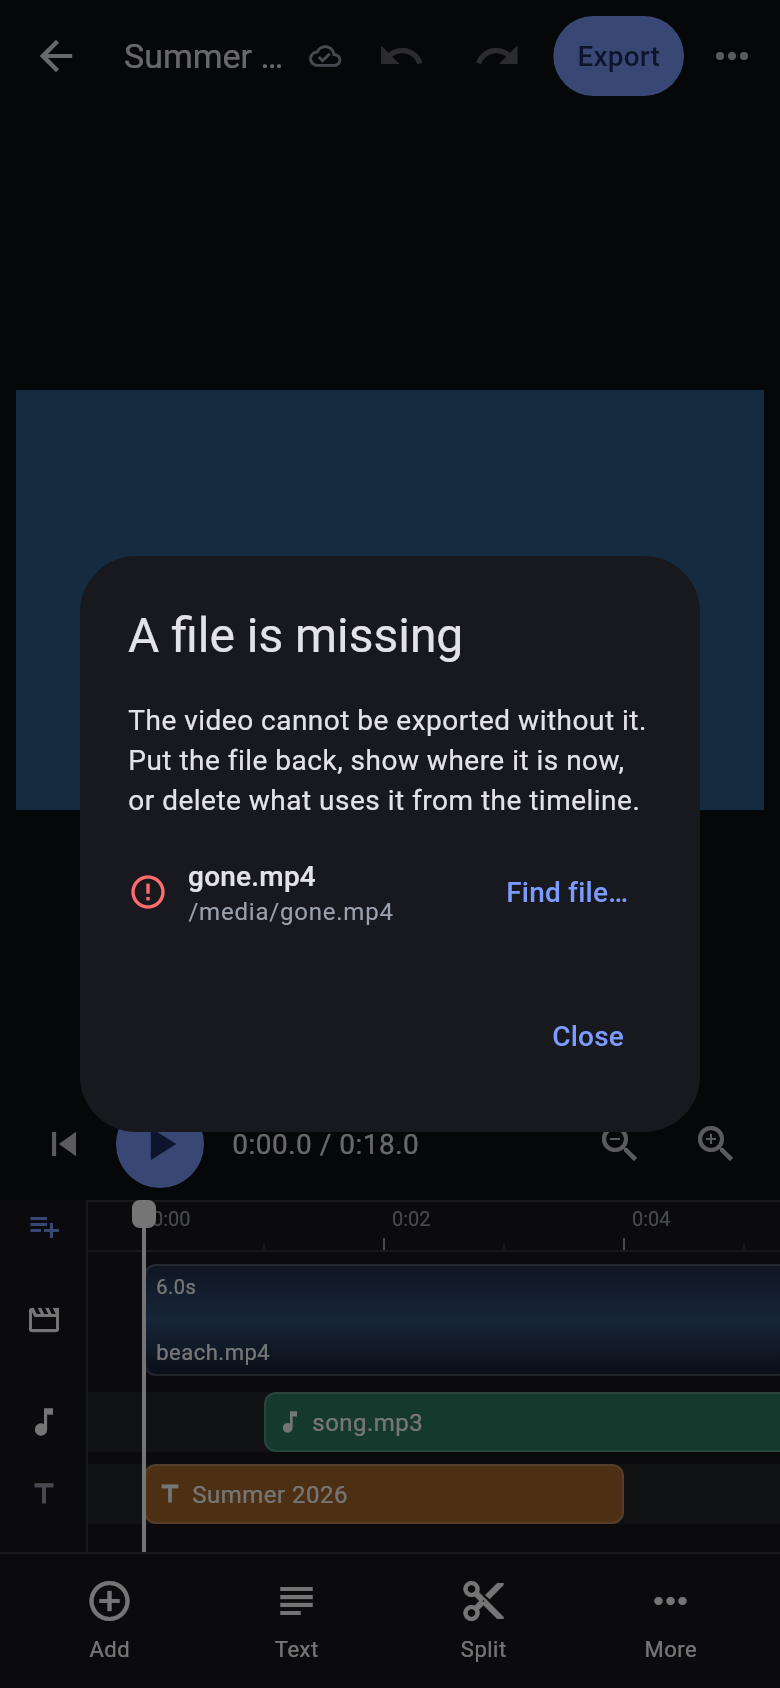 Summer ...
Export
A file is missing
The video cannot be exported without it.
Put the file back, show where it is now,
or delete what uses it from the timeline.
gone.mp4
/media/gone.mp4
Find file...
Close
0:00.0 / 0:18.0
0:00
0:02
0:04
6.0s
beach.mp4
song.mp3
T
T Summer 2026
Add
Text
Split
More